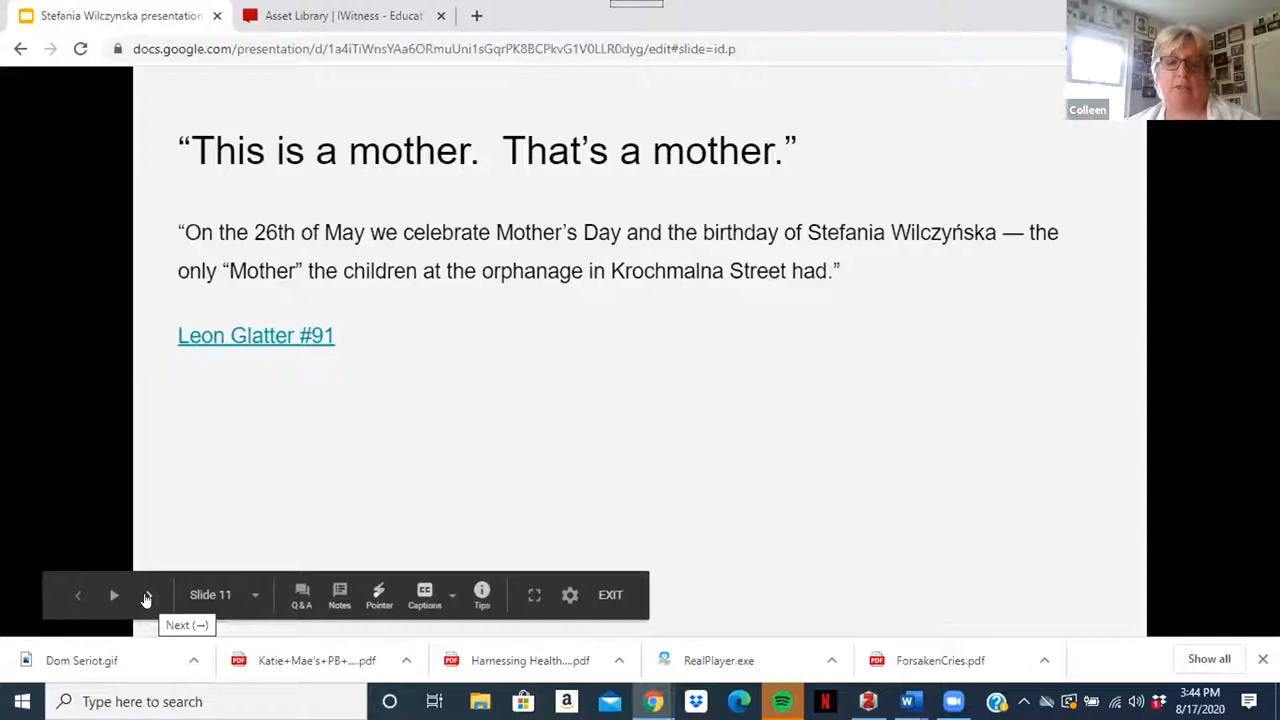 Stefania Wilczynska presentation
Asset Library | IWitness - Educat
docs.google.com/presentation/d/1a4iTiWnsYAa6ORmuUni1sGqrPK8BCPkvG1V0LLR0dyg/edit#slide=id.p
Colleen
“This is a mother. That’s a mother.”
“On the 26th of May we celebrate Mother’s Day and the birthday of Stefania Wilczyńska — the
only “Mother” the children at the orphanage in Krochmalna Street had.”
Leon Glatter #91
Slide 11
Q & A
Notes
Pointer
CC
Captions
Tips
EXIT
Next (→)
Dom Seriot.gif
PDF
Katie+Mae's+PB+....pdf
PDF
Harnessing Health....pdf
RealPlayer.exe
PDF
ForsakenCries.pdf
Show all
Type here to search
3:44 PM
8/17/2020